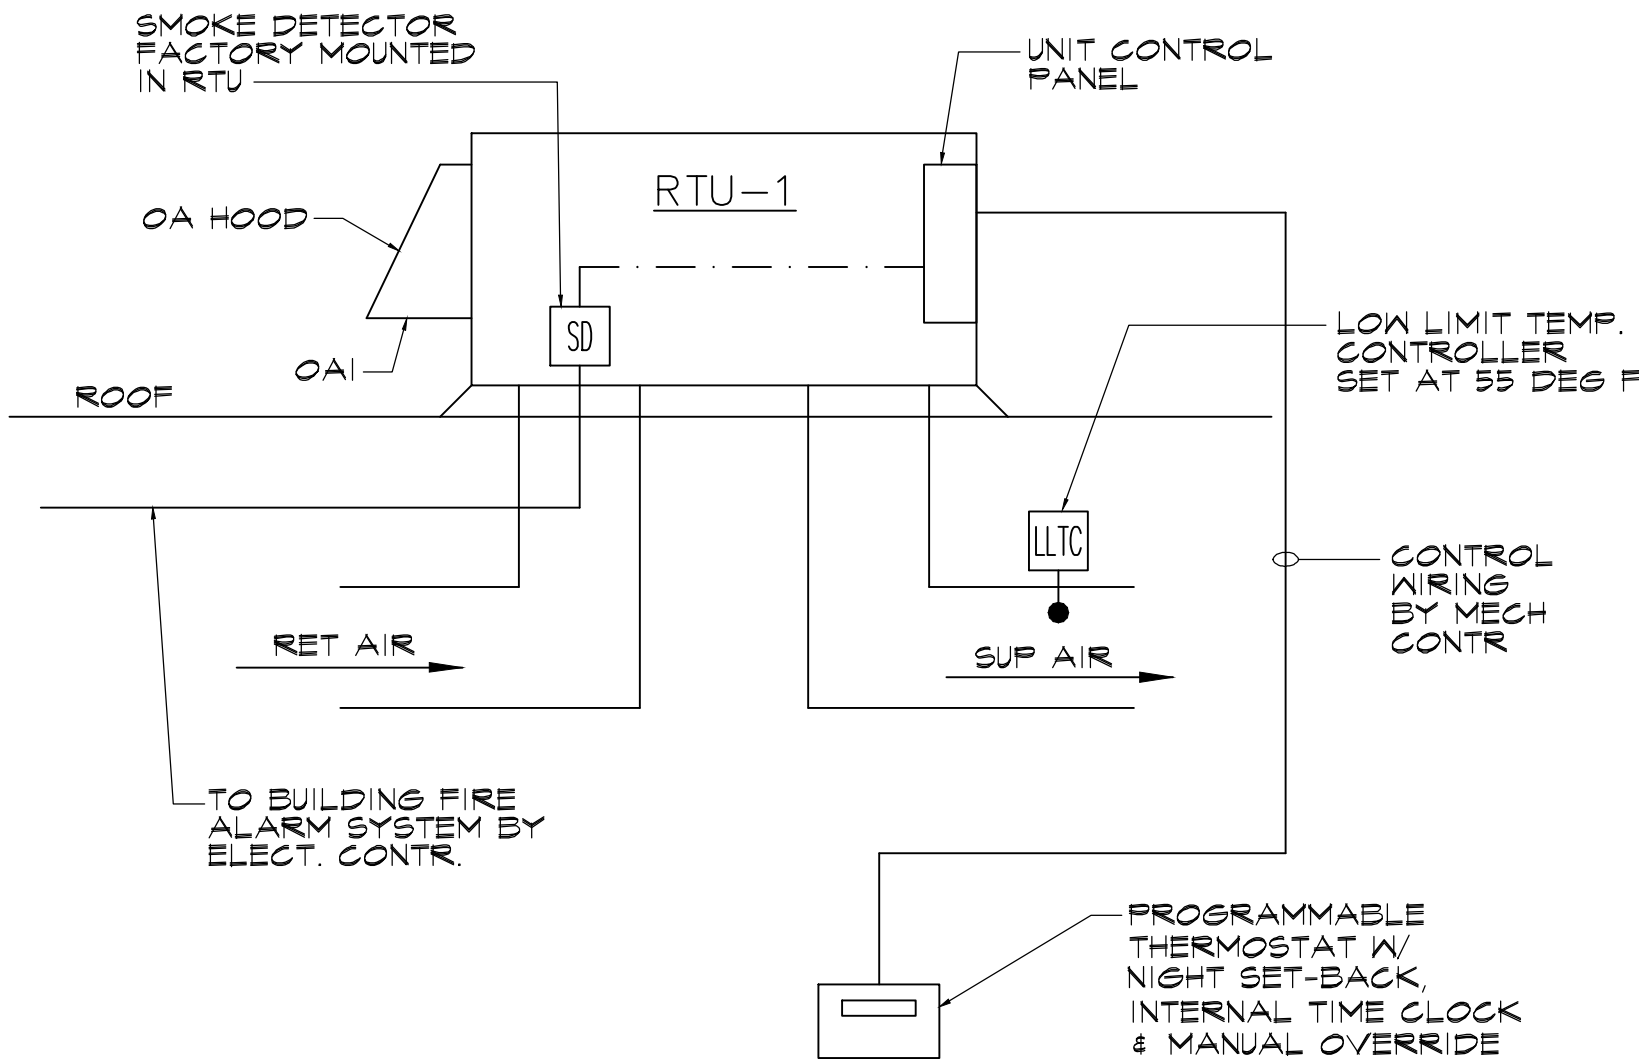 SMOKE DETECTOR
FACTORY MOUNTED
IN RTU
UNIT CONTROL
PANEL
RTU-1
OA HOOD
SD
OAI
LOW LIMIT TEMP.
CONTROLLER
SET AT 55 DEG F
ROOF
LLTC
CONTROL
WIRING
BY MECH
CONTR
RET AIR
SUP AIR
TO BUILDING FIRE
ALARM SYSTEM BY
ELECT. CONTR.
PROGRAMMABLE
THERMOSTAT W/
NIGHT SET-BACK,
INTERNAL TIME CLOCK
& MANUAL OVERRIDE